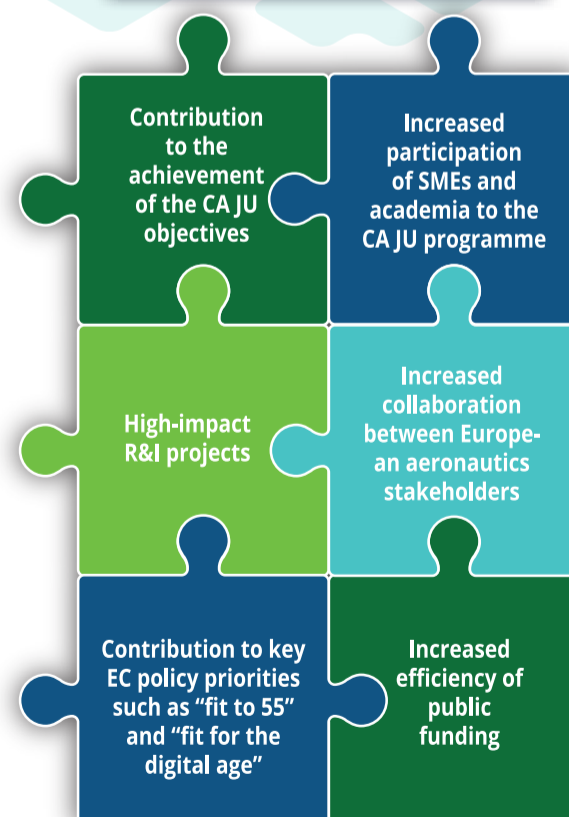 Contribution
to the
achievement
of the CA JU
objectives
Increased
participation
of SMEs and
academia to the
CA JU programme
High-impact
R&I projects
Increased
collaboration
between Europe-
an aeronautics
stakeholders
Contribution to key
EC policy priorities
such as “fit to 55”
and “fit for the
digital age”
Increased
efficiency of
public
funding